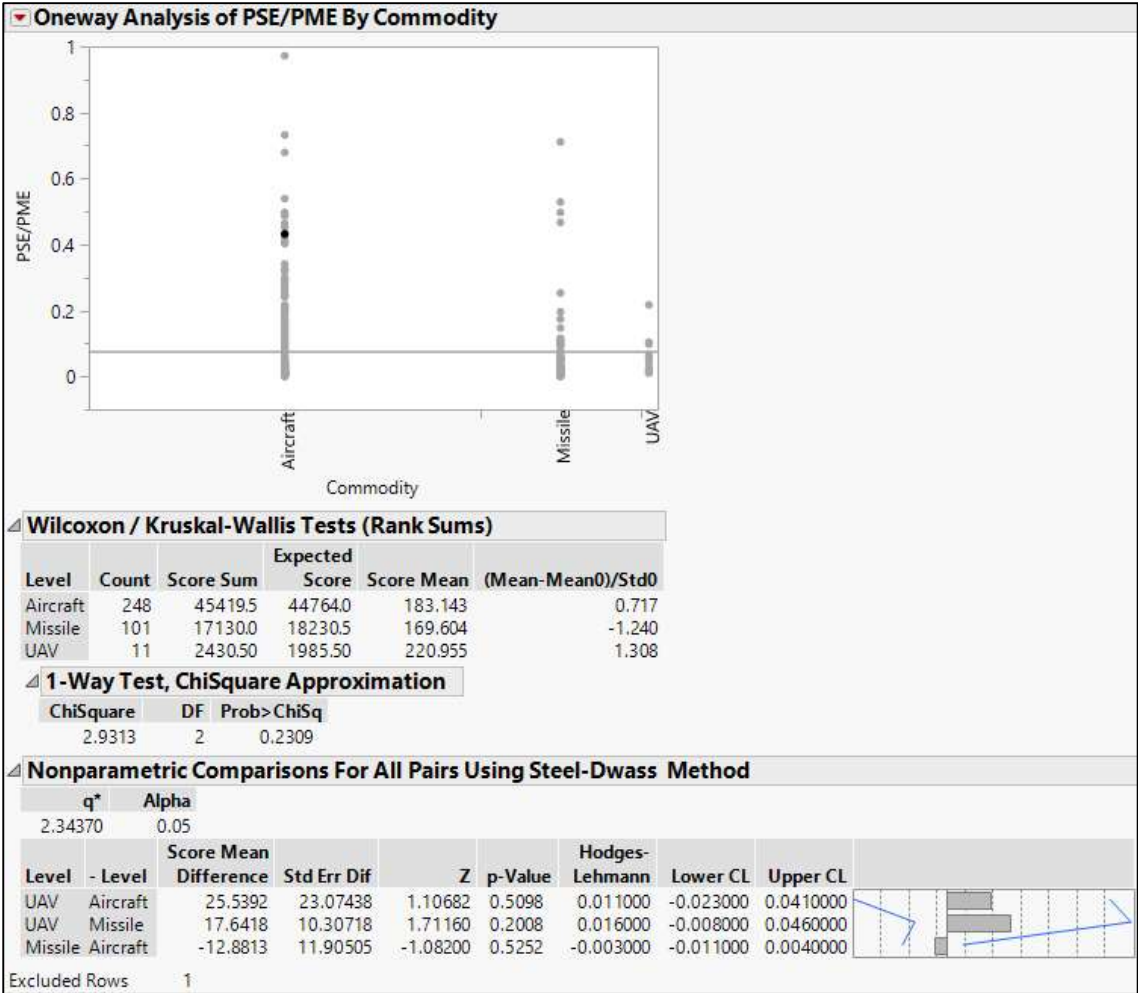 Oneway Analysis of PSE/PME By Commodity
1
0.8
0.6
0.4
0.2
0
PSE/PME
Aircraft
Missile
UAV
Commodity
Wilcoxon / Kruskal-Wallis Tests (Rank Sums)
Expected
Level Count Score Sum Score Score Mean (Mean-Mean0)/Std0
Aircraft 248 45419.5 44764.0 183.143 0.717
Missile 101 17130.0 18230.5 169.604 -1.240
UAV 11 2430.50 1985.50 220.955 1.308
1-Way Test, ChiSquare Approximation
ChiSquare DF Prob>ChiSq
2.9313 2 0.2309
Nonparametric Comparisons For All Pairs Using Steel-Dwass Method
q* Alpha
2.34370 0.05
Score Mean Hodges-
Level - Level Difference Std Err Dif Z p-Value Lehmann Lower CL Upper CL
UAV Aircraft 25.5392 23.07438 1.10682 0.5098 0.011000 -0.023000 0.0410000
UAV Missile 17.6418 10.30718 1.71160 0.2008 0.016000 -0.008000 0.0460000
Missile Aircraft -12.8813 11.90505 -1.08200 0.5252 -0.003000 -0.011000 0.0040000
Excluded Rows 1